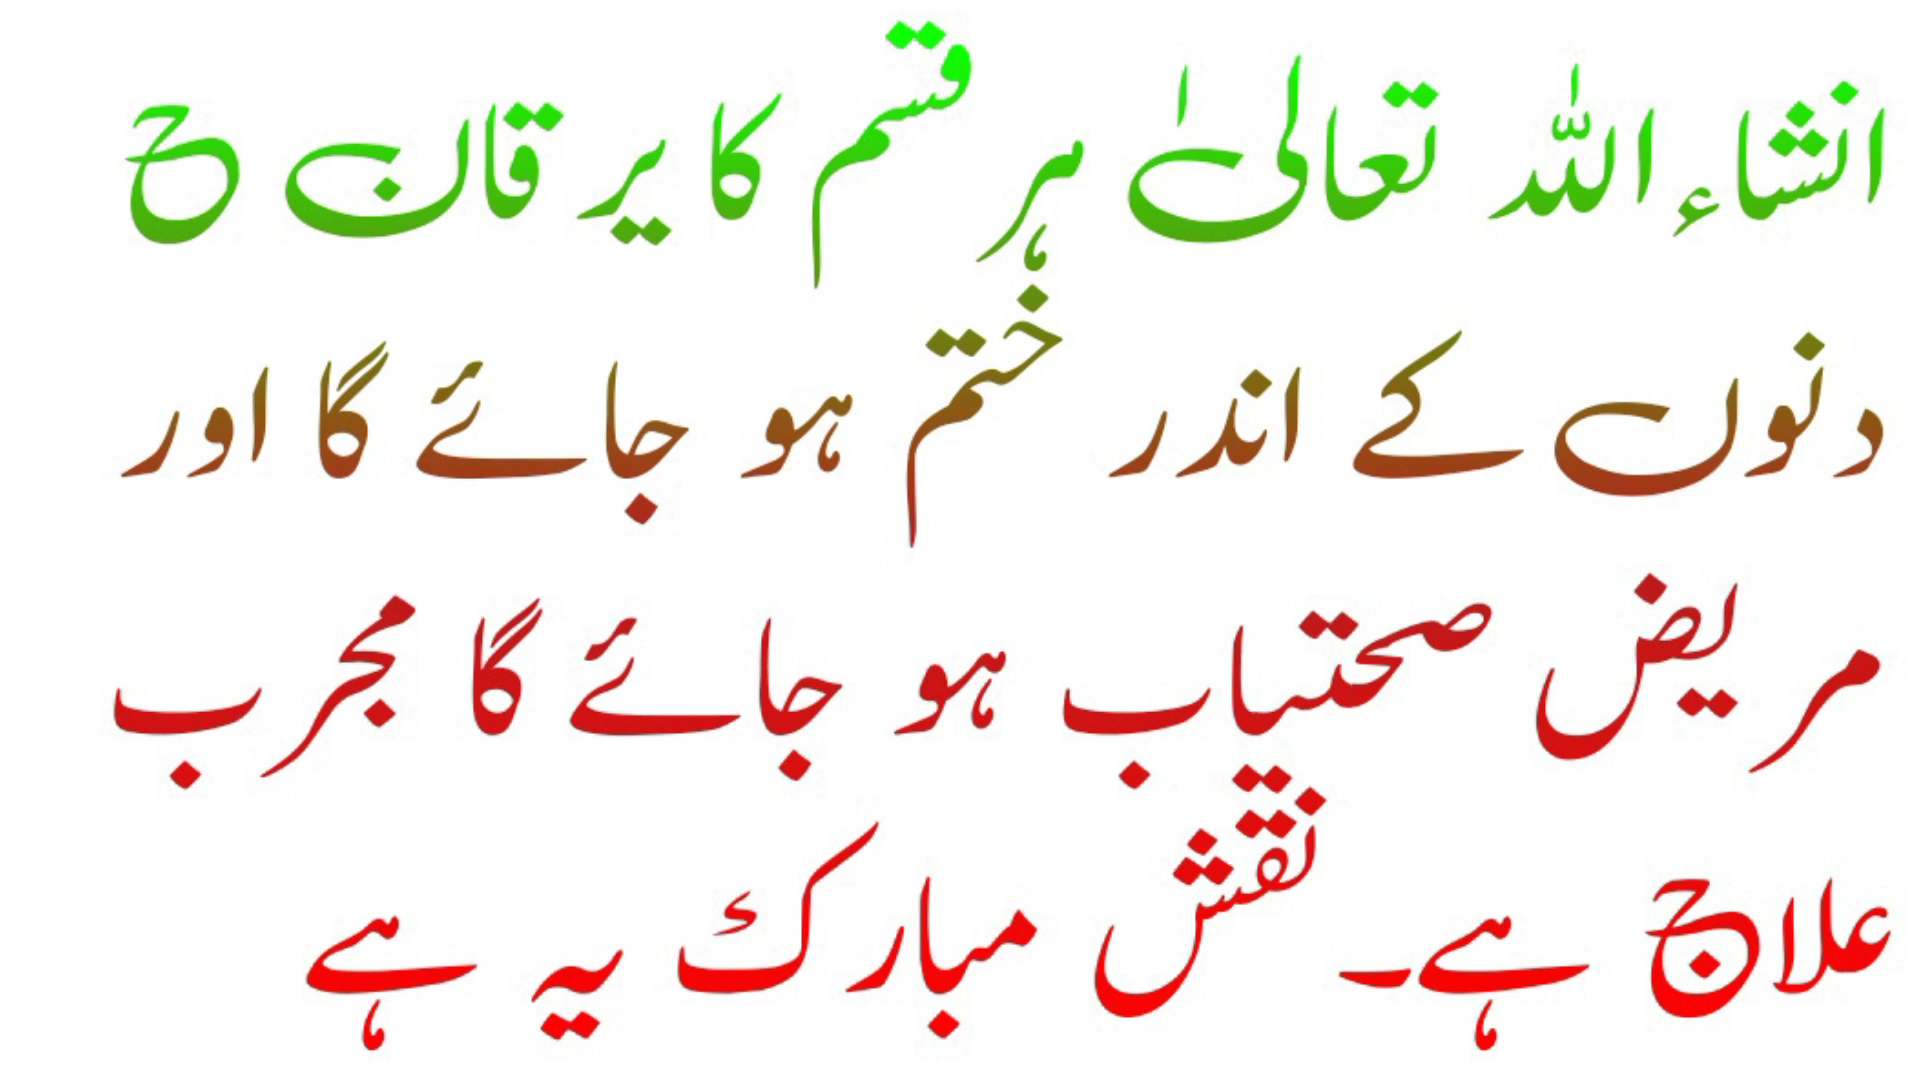 انشاء اللہ تعالیٰ ہر قسم کا یرقان ح
دنوں کے اندر ختم ہو جائے گا اور
مریض صحتیاب ہو جائے گا مجرب
علاج ہے۔ نقش مبارک یہ ہے